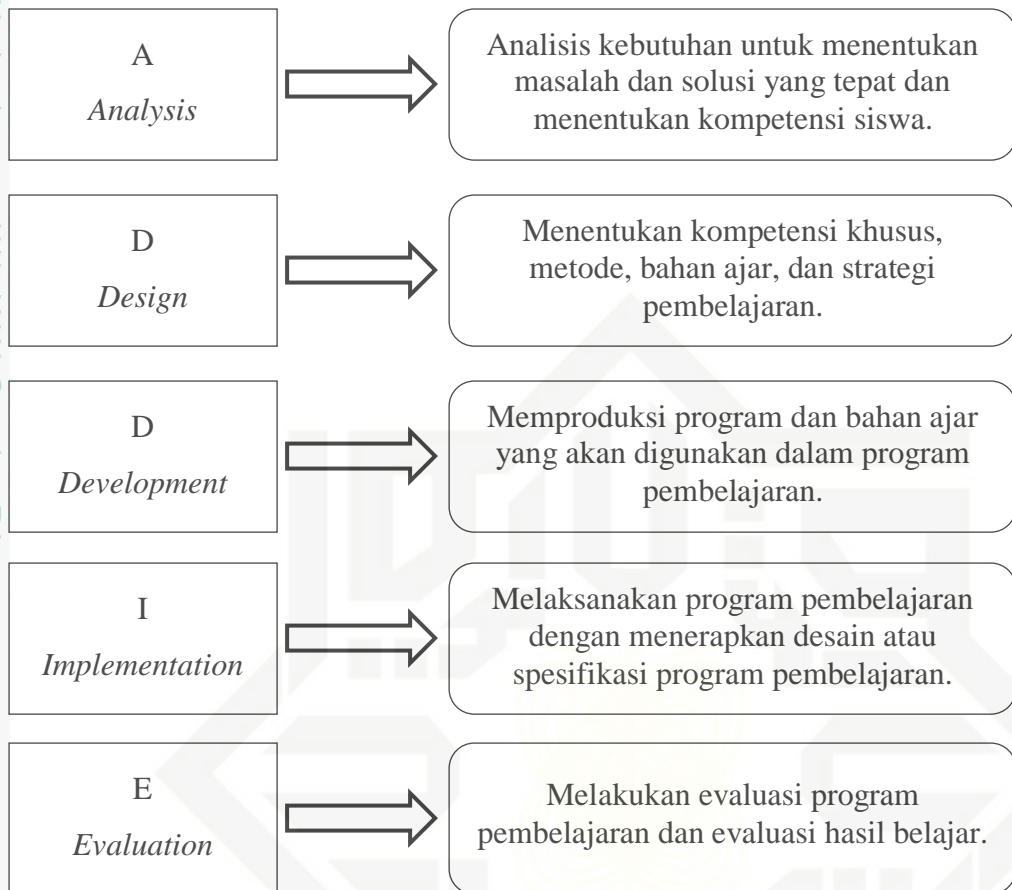 A
Analysis
Analisis kebutuhan untuk menentukan
masalah dan solusi yang tepat dan
menentukan kompetensi siswa.
D
Design
Menentukan kompetensi khusus,
metode, bahan ajar, dan strategi
pembelajaran.
D
Development
Memproduksi program dan bahan ajar
yang akan digunakan dalam program
pembelajaran.
I
Implementation
Melaksanakan program pembelajaran
dengan menerapkan desain atau
spesifikasi program pembelajaran.
E
Evaluation
Melakukan evaluasi program
pembelajaran dan evaluasi hasil belajar.